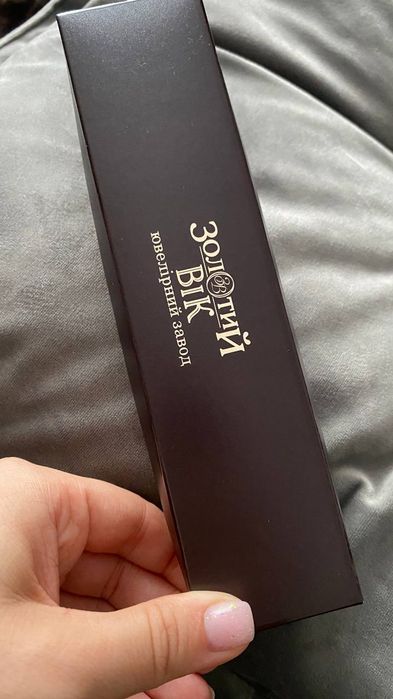 Золотий
Вік
ювелірний завод